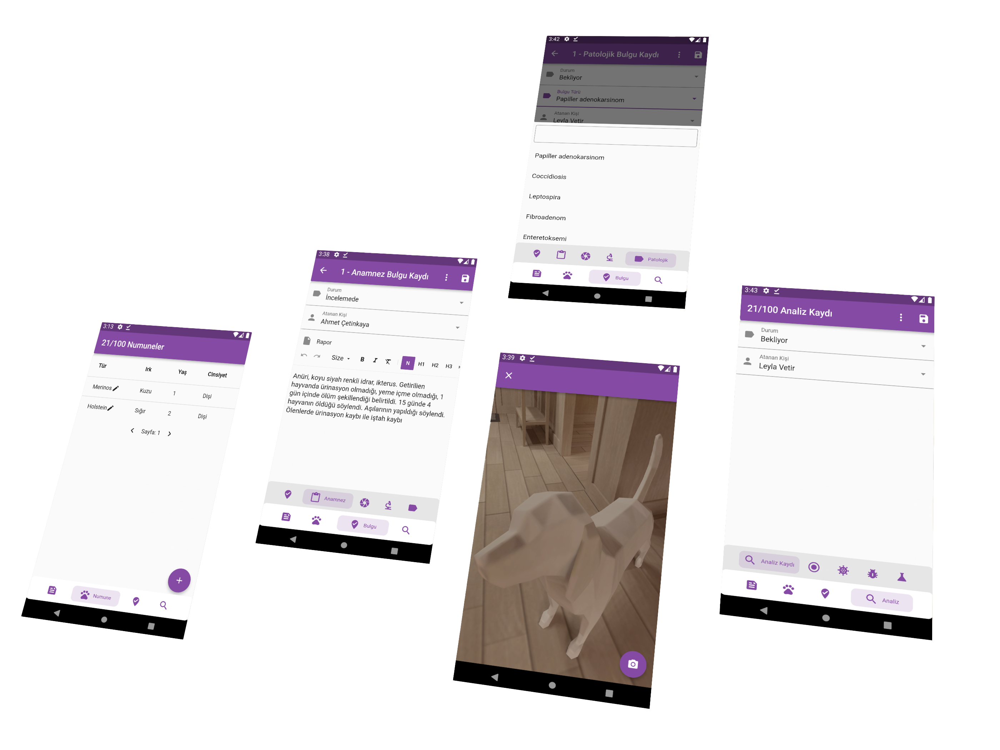 3:13
21/100 Numuneler
Tür Irk Yaş Cinsiyet
Merinos Kuzu 1 Dişi
Holstein Sığır 2 Dişi
Sayfa: 1
Numune
3:38
1 - Anamnez Bulgu Kaydı
Durum
İncelemede
Atanan Kişi
Ahmet Çetinkaya
Rapor
Size B I N H1 H2 H3
Anüri, koyu siyah renkli idrar, ikterus. Getirilen
hayvanda ürinasyon olmadığı, yeme içme olmadığı, 1
gün içinde ölüm şekillendiği belirtildi. 15 günde 4
hayvanın öldüğü söylendi. Aşılarının yapıldığı söylendi.
Ölenlerde ürinasyon kaybı ile iştah kaybı
Anamnez
Bulgu
3:42
1 - Patolojik Bulgu Kaydı
Durum
Bekliyor
Bulgu Türü
Papiller adenokarsinom
Atanan Kişi
Leyla Vetir
Papiller adenokarsinom
Coccidiosis
Leptospira
Fibroadenom
Enteretoksemi
Patolojik
Bulgu
3:39
3:43
21/100 Analiz Kaydı
Durum
Bekliyor
Atanan Kişi
Leyla Vetir
Analiz Kaydı
Analiz